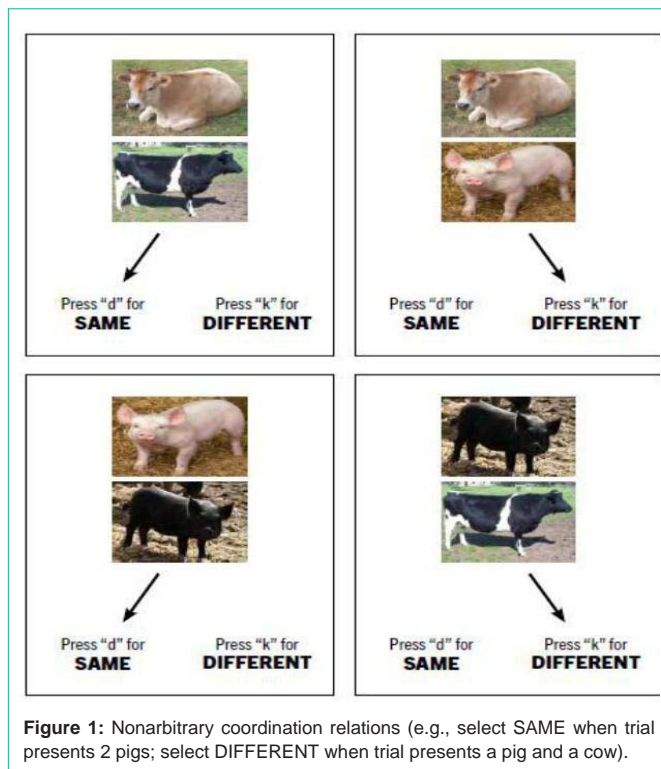 Press "d" for Press "k" for
SAME DIFFERENT
Press "d" for Press "k" for
SAME DIFFERENT
Press "d" for Press "k" for
SAME DIFFERENT
Press "d" for Press "k" for
SAME DIFFERENT
Figure 1: Nonarbitrary coordination relations (e.g., select SAME when trial
presents 2 pigs; select DIFFERENT when trial presents a pig and a cow).